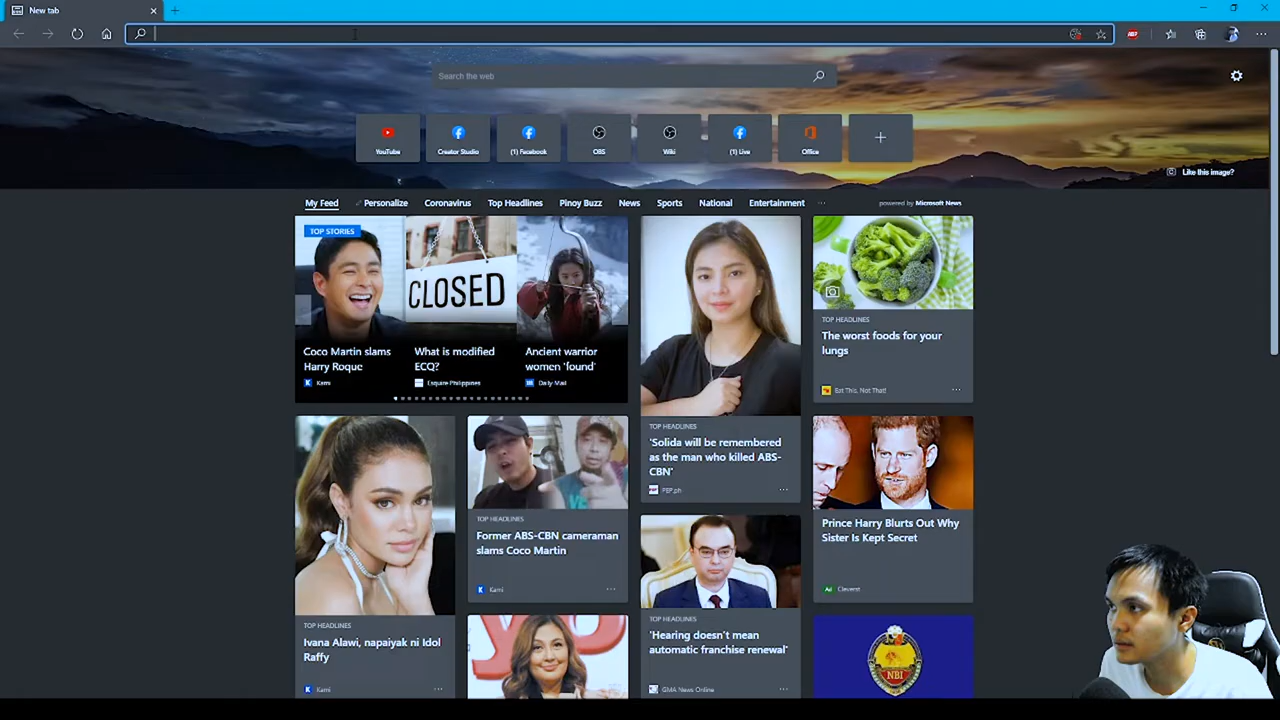 New tab
Search the web
YouTube
Creator Studio
(1) Facebook
OBS
Wiki
(1) Live
Office
Like this image?
My Feed
Personalize
Coronavirus
Top Headlines
Pinoy Buzz
News
Sports
National
Entertainment
powered by Microsoft News
TOP STORIES
CLOSED
Coco Martin slams
Harry Roque
Kami
What is modified
ECQ?
Esquire Philippines
Ancient warrior
women 'found'
Daily Mail
TOP HEADLINES
'Solida will be remembered
as the man who killed ABS-
CBN'
PEP.ph
TOP HEADLINES
The worst foods for your
lungs
Eat This, Not That!
TOP HEADLINES
Ivana Alawi, napaiyak ni Idol
Raffy
Kami
TOP HEADLINES
Former ABS-CBN cameraman
slams Coco Martin
Kami
TOP HEADLINES
'Hearing doesn't mean
automatic franchise renewal'
GMA News Online
Prince Harry Blurts Out Why
Sister Is Kept Secret
Ad
NBI